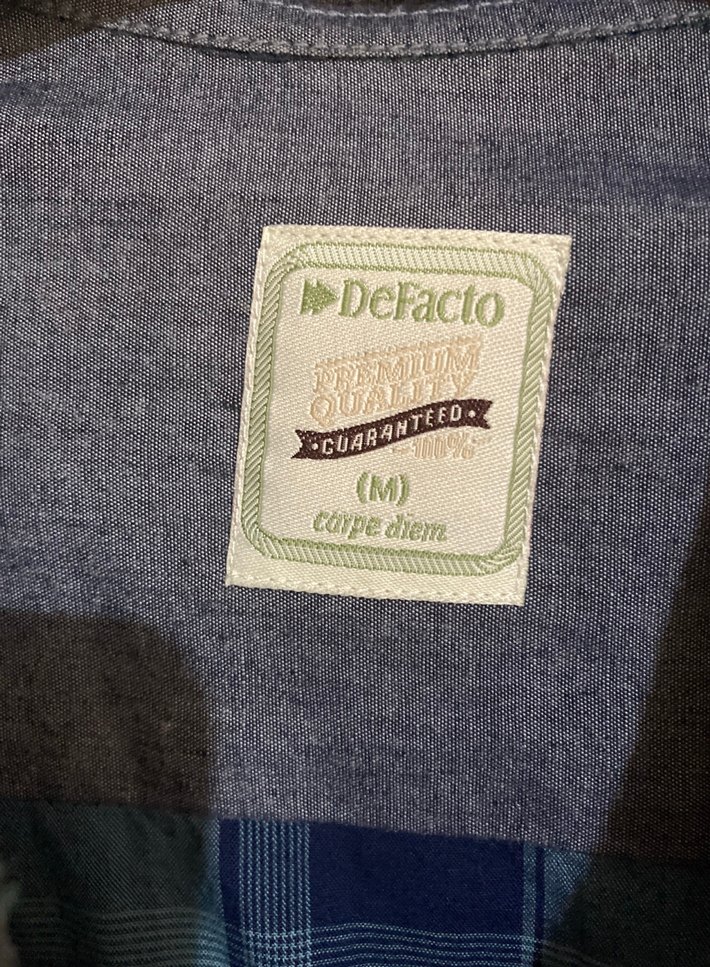 DeFacto
PREMIUM
QUALITY
GUARANTEED
100%
(M)
carpe diem